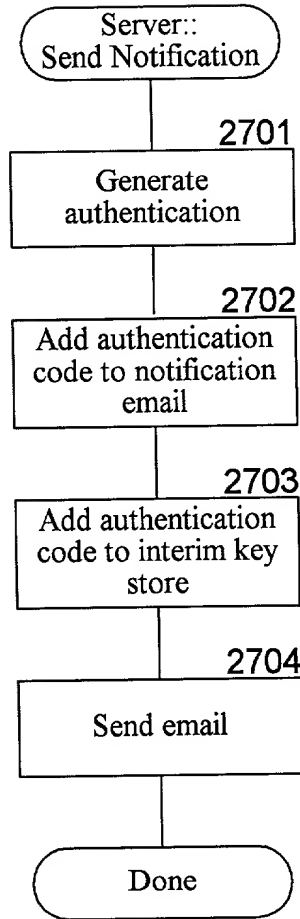 Server::
Send Notification
2701
Generate
authentication
2702
Add authentication
code to notification
email
2703
Add authentication
code to interim key
store
2704
Send email
Done